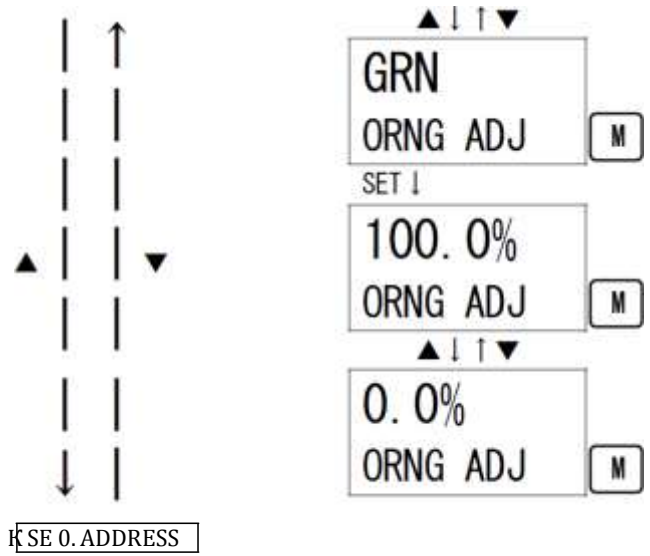 ▲↓↑▼
GRN
ORNG ADJ
M
SET↓
100.0%
ORNG ADJ
M
▲ ▼
▲↓↑▼
0.0%
ORNG ADJ
M
K SE 0. ADDRESS